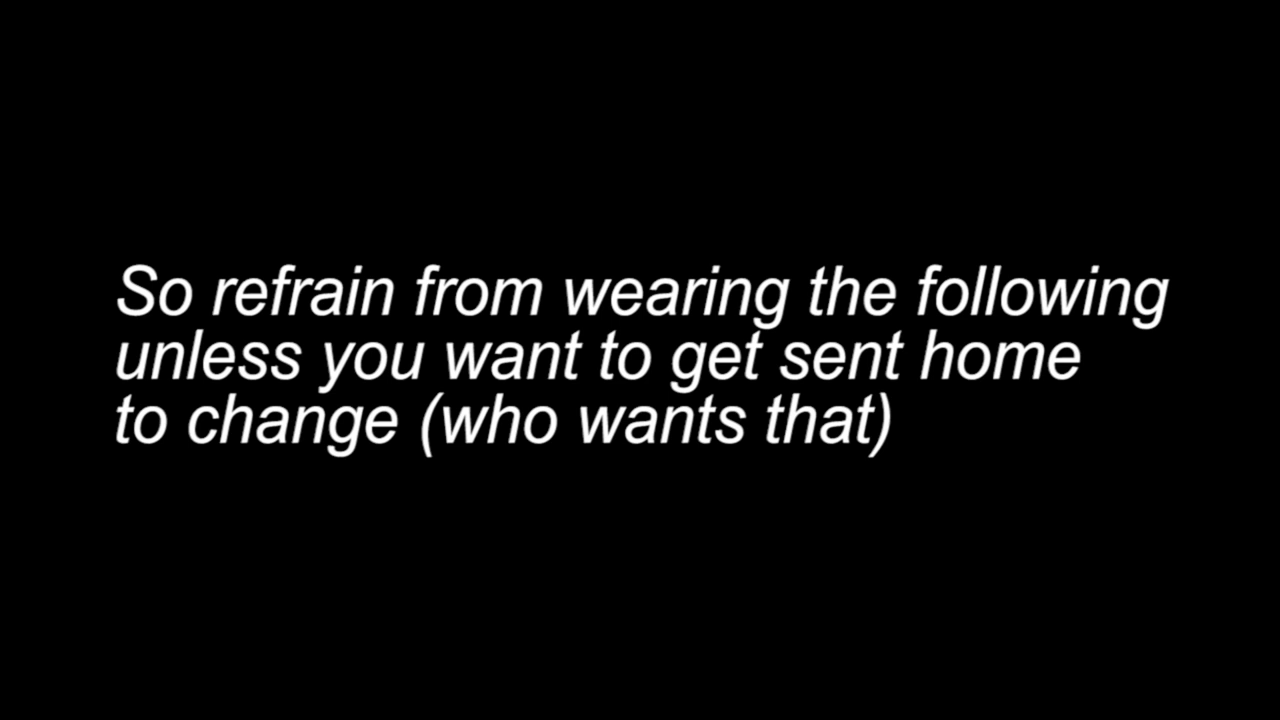 So refrain from wearing the following
unless you want to get sent home
to change (who wants that)